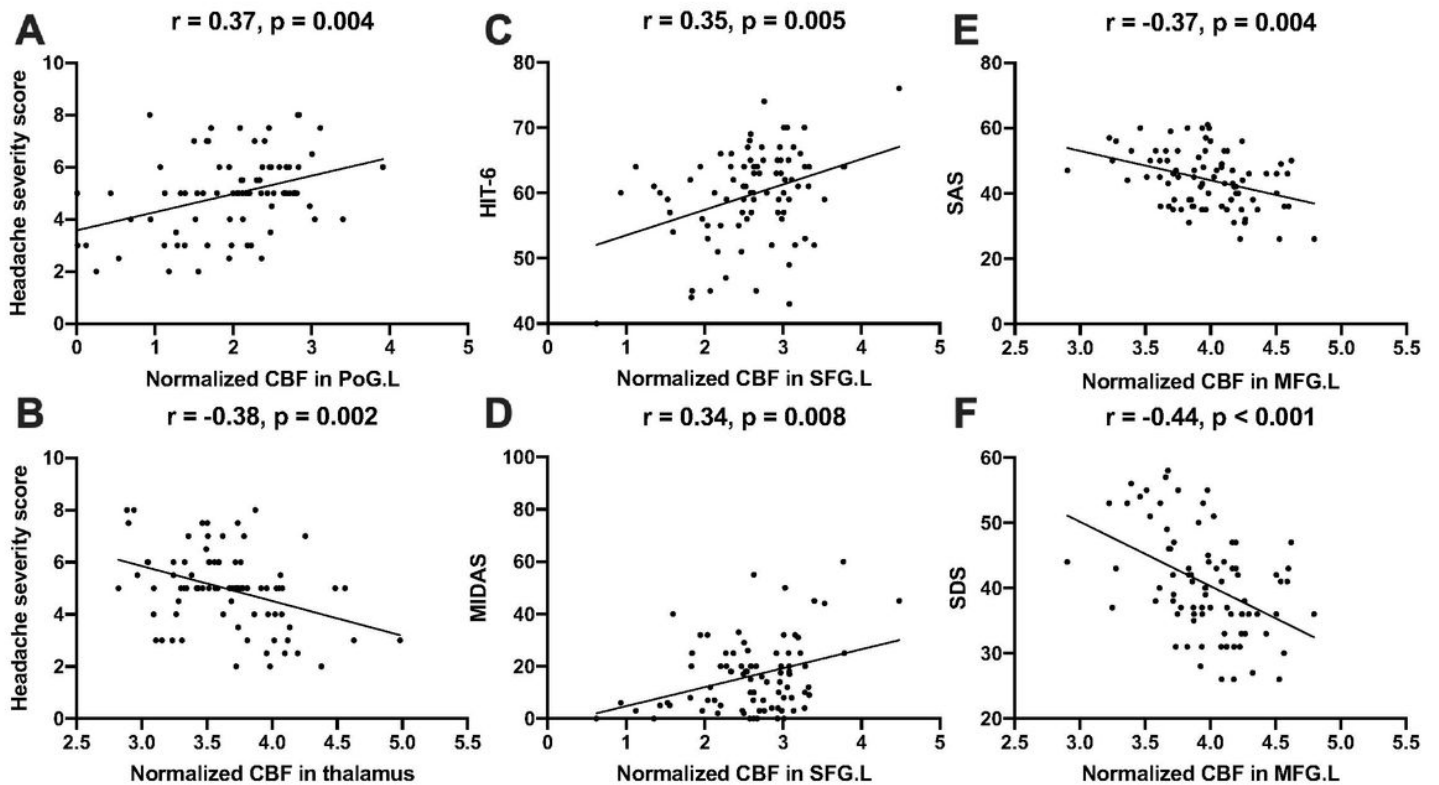 A
r = 0.37, p = 0.004
Headache severity score
10
8
6
4
2
0
0 1 2 3 4 5
Normalized CBF in PoG.L
B
r = -0.38, p = 0.002
Headache severity score
10
8
6
4
2
0
2.5 3.0 3.5 4.0 4.5 5.0 5.5
Normalized CBF in thalamus
C
r = 0.35, p = 0.005
HIT-6
80
70
60
50
40
0 1 2 3 4 5
Normalized CBF in SFG.L
D
r = 0.34, p = 0.008
MIDAS
100
80
60
40
20
0
0 1 2 3 4 5
Normalized CBF in SFG.L
E
r = -0.37, p = 0.004
SAS
80
60
40
20
0
2.5 3.0 3.5 4.0 4.5 5.0 5.5
Normalized CBF in MFG.L
F
r = -0.44, p < 0.001
SDS
60
50
40
30
20
2.5 3.0 3.5 4.0 4.5 5.0 5.5
Normalized CBF in MFG.L